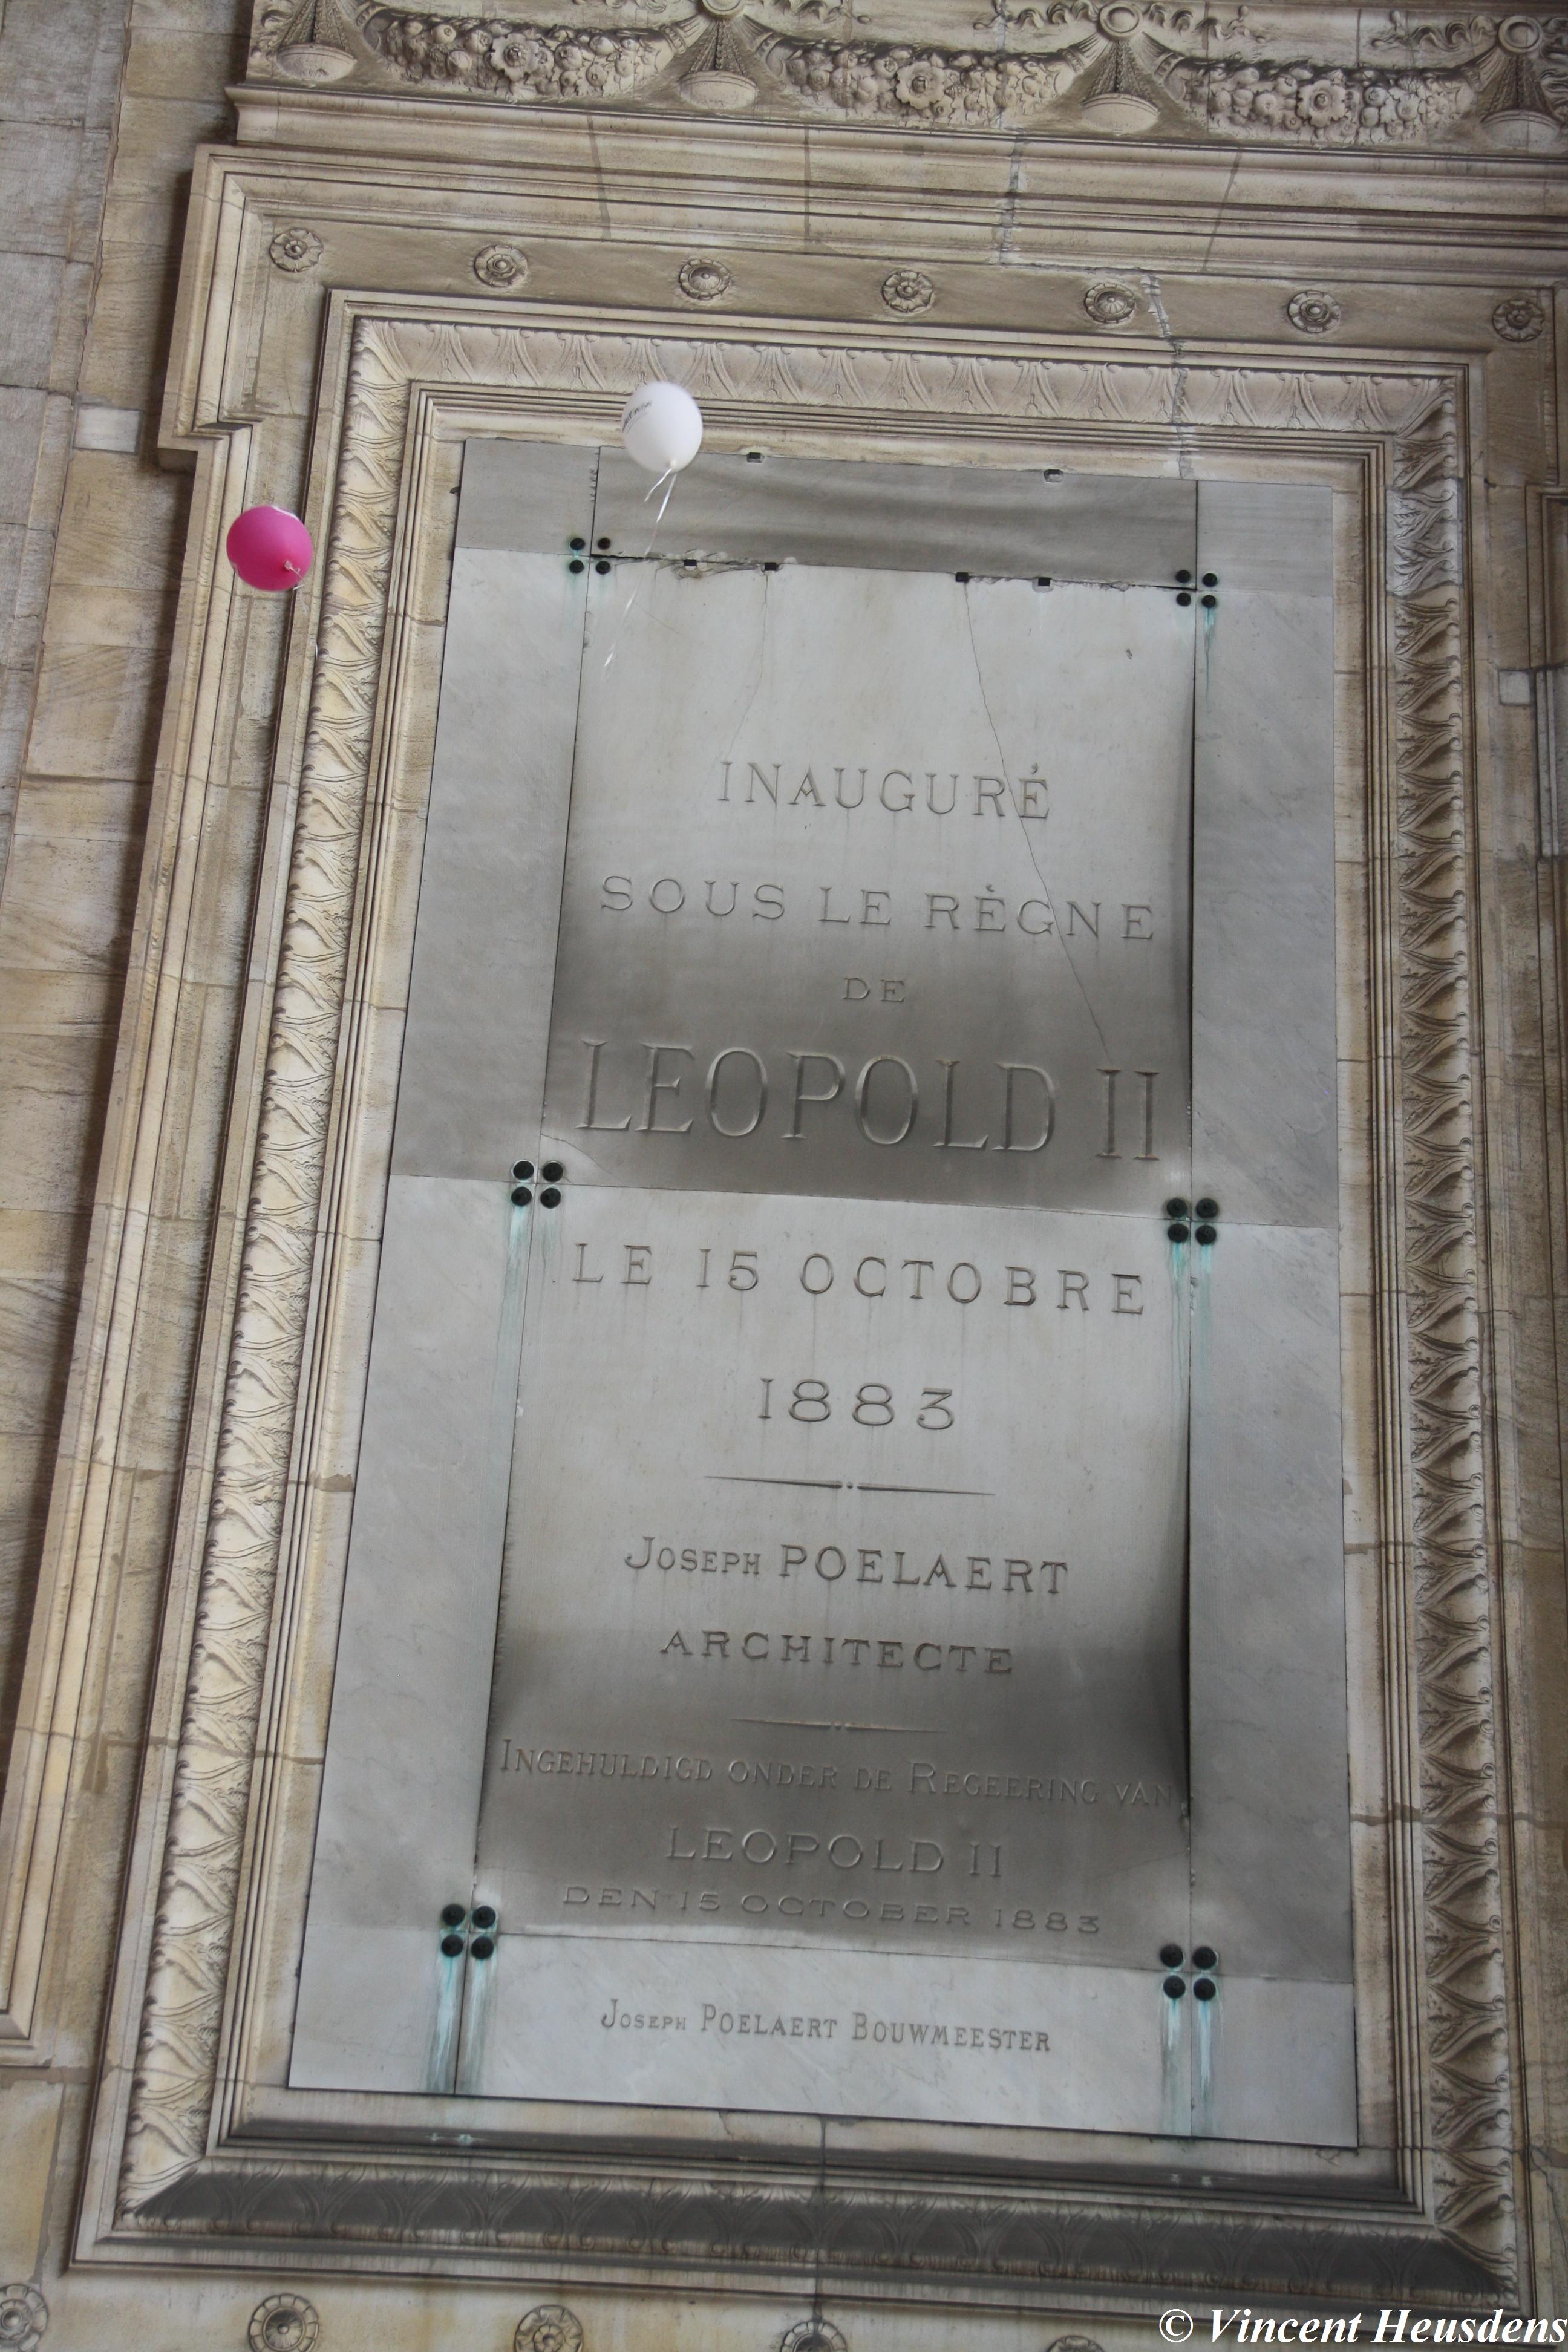 INAUGURÉ
SOUS LE RÈGNE
DE
LEOPOLD II
LE 15 OCTOBRE
1883
JOSEPH POELAERT
ARCHITECTE
INGEHULDIGD ONDER DE REGEERING VAN
LEOPOLD II
DEN 15 OCTOBER 1883
JOSEPH POELAERT BOUWMEESTER
© Vincent Heusdens